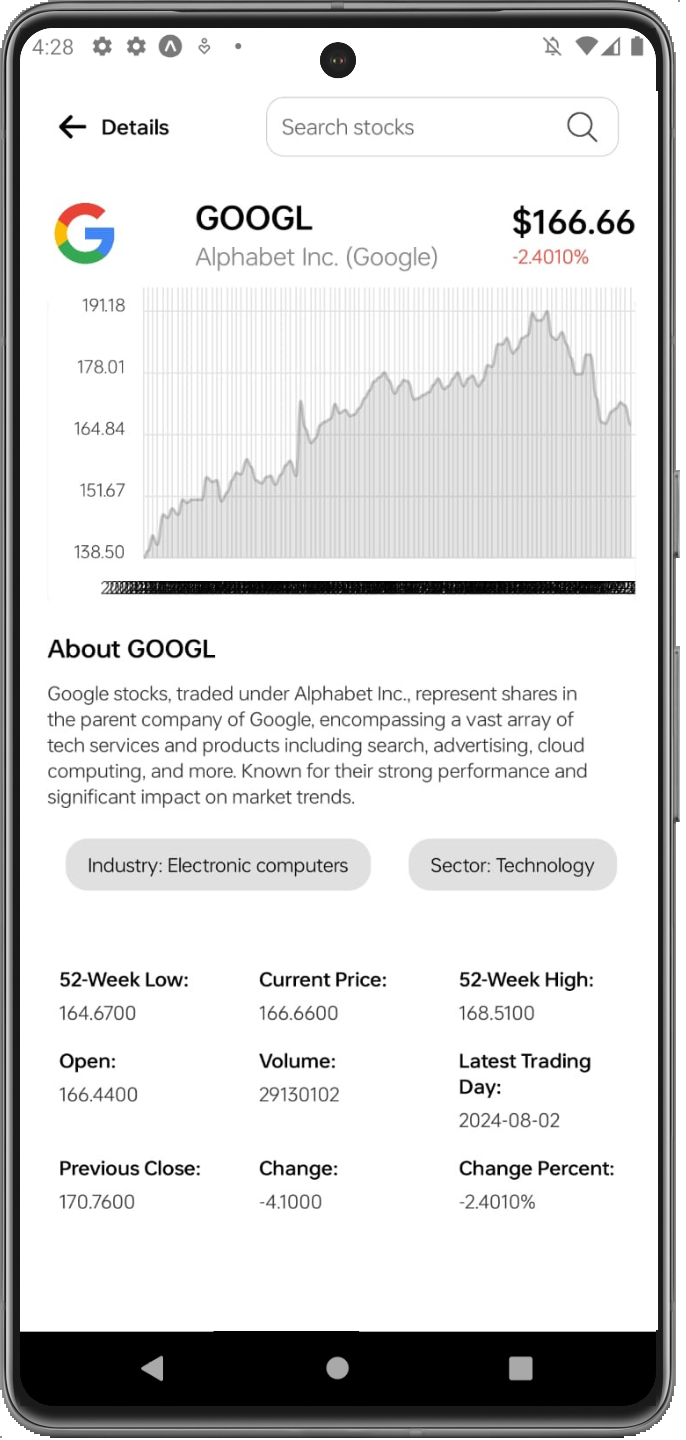 4:28
Details
Search stocks
GOOGL
$166.66
Alphabet Inc. (Google)
-2.4010%
191.18
178.01
164.84
151.67
138.50
About GOOGL
Google stocks, traded under Alphabet Inc., represent shares in
the parent company of Google, encompassing a vast array of
tech services and products including search, advertising, cloud
computing, and more. Known for their strong performance and
significant impact on market trends.
Industry: Electronic computers
Sector: Technology
52-Week Low:
Current Price:
52-Week High:
164.6700
166.6600
168.5100
Open:
Volume:
Latest Trading
Day:
166.4400
29130102
2024-08-02
Previous Close:
Change:
Change Percent:
170.7600
-4.1000
-2.4010%